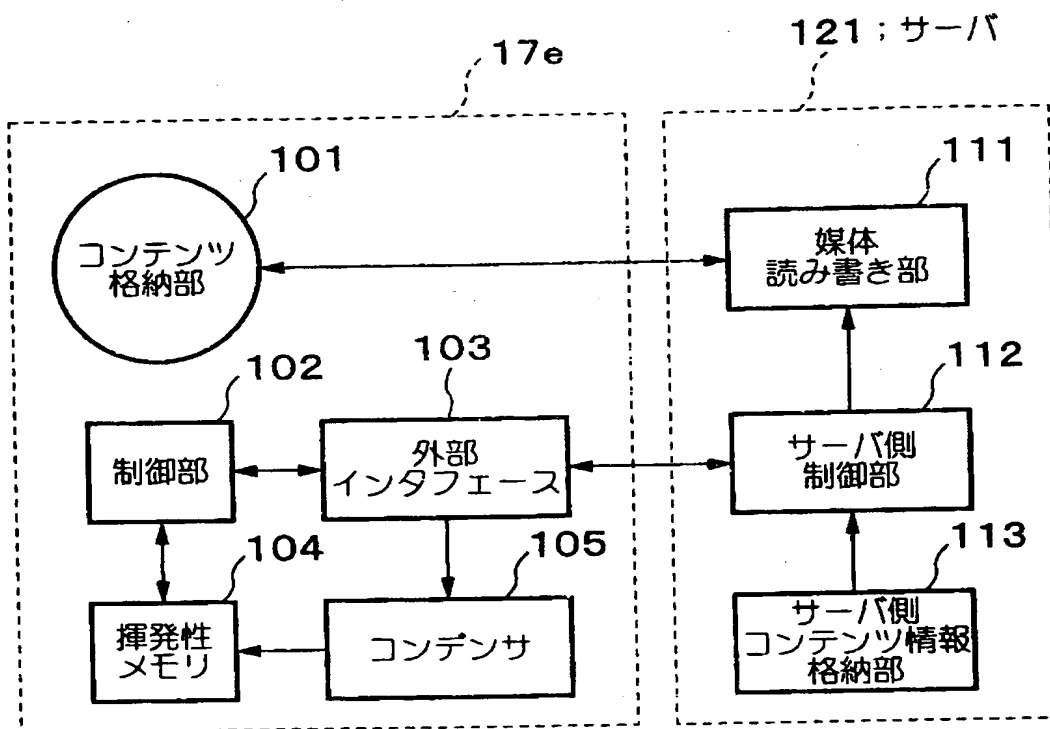 121；サーバ
17e
101
コンテンツ
格納部
111
媒体
読み書き部
102
制御部
103
外部
インタフェース
112
サーバ側
制御部
104
揮発性
メモリ
105
コンデンサ
113
サーバ側
コンテンツ情報
格納部